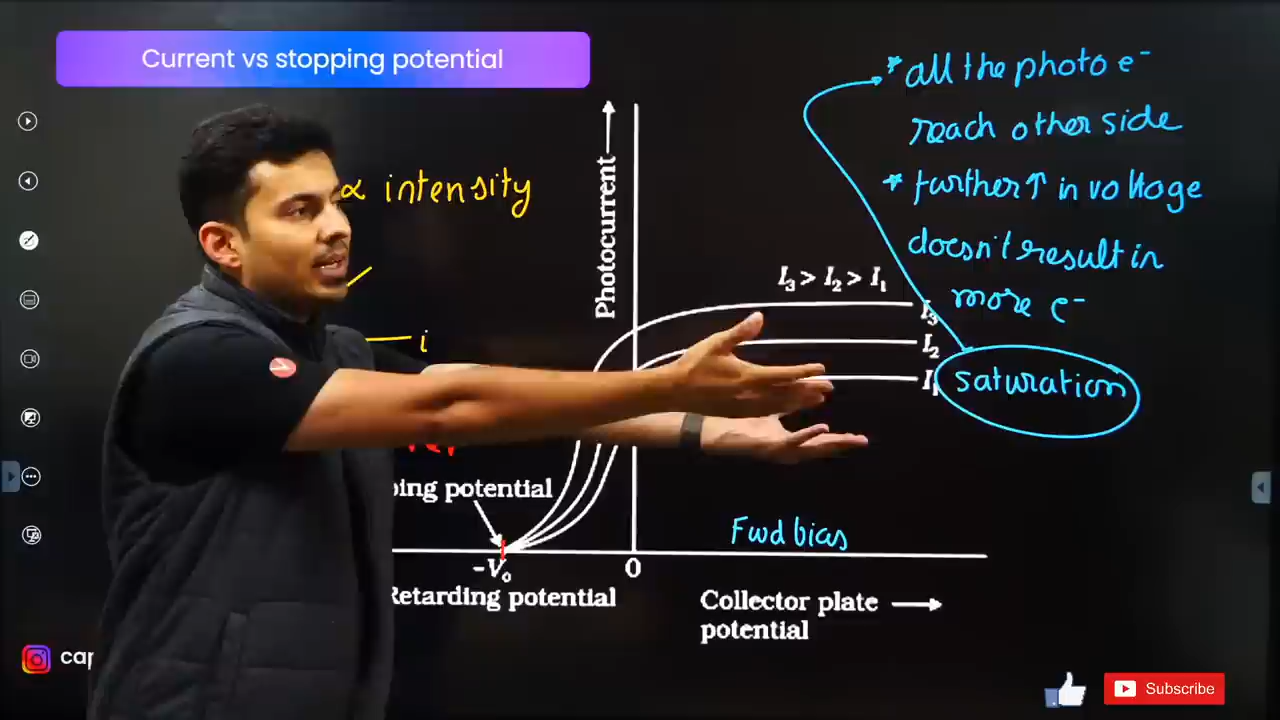 Current vs stopping potential
* all the photo e⁻
reach other side
* further ↑ in voltage
doesn't result in
more e⁻
∝ intensity
Photocurrent
I₃ > I₂ > I₁
I₃
I₂
I₁
saturation
i
ping potential
Fwd bias
-V₀
0
Retarding potential
Collector plate
potential
cap
Subscribe